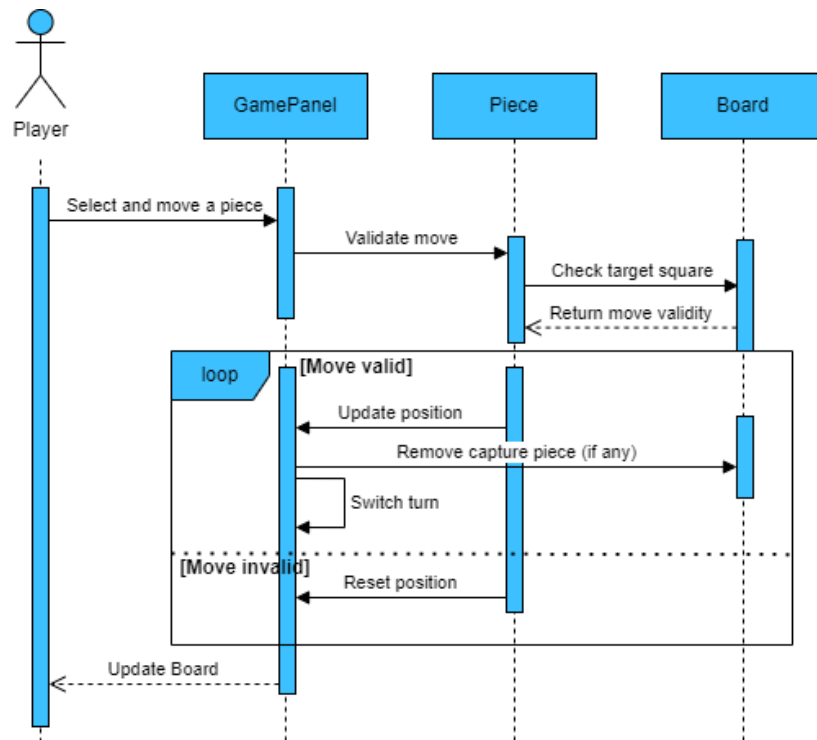 Player
GamePanel
Piece
Board
Select and move a piece
Validate move
Check target square
Return move validity
loop
[Move valid]
Update position
Remove capture piece (if any)
Switch turn
[Move invalid]
Reset position
Update Board